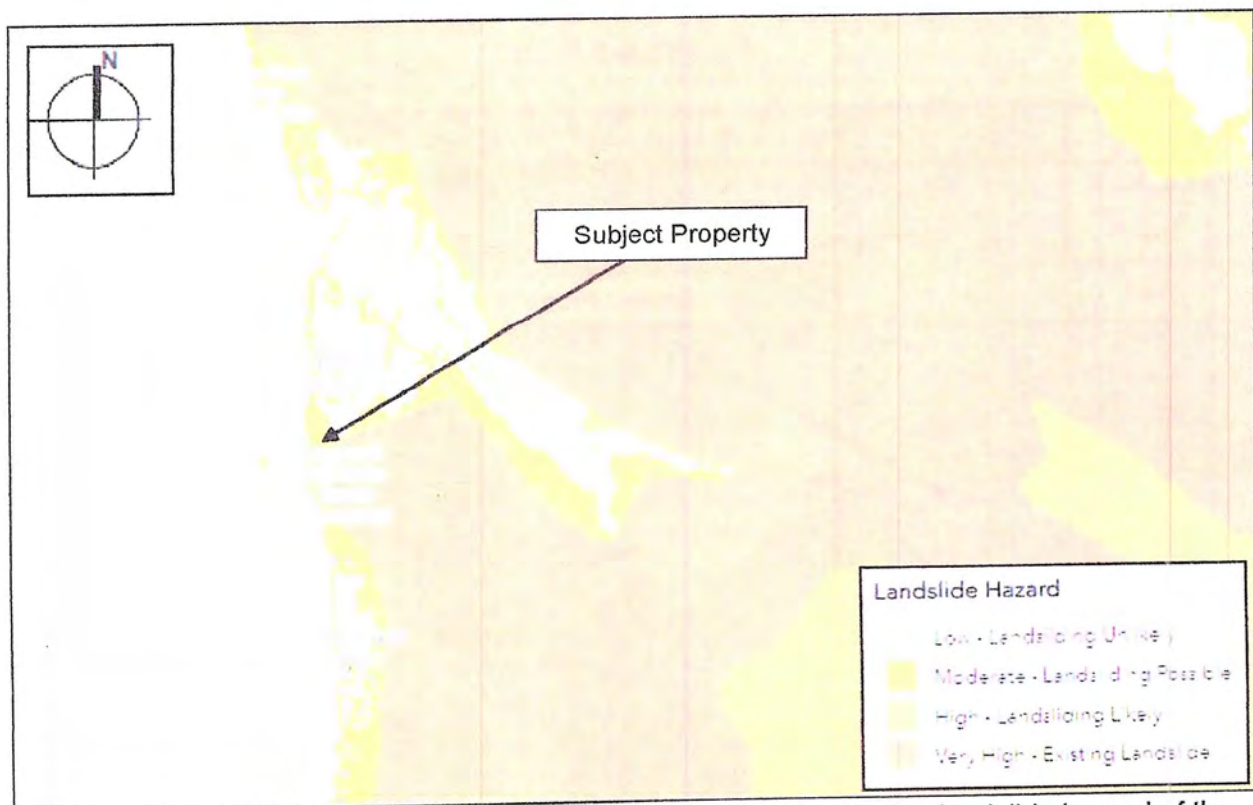 N
Subject Property
Landslide Hazard
Low - Landsliding Unlikely
Moderate - Landsliding Possible
High - Landsliding Likely
Very High - Existing Landslide